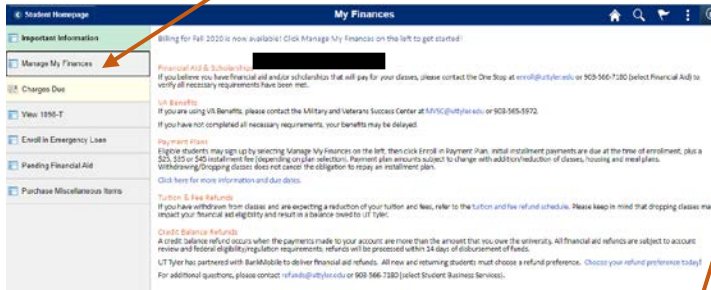 Student Homepage
My Finances
Important Information
Manage My Finances
Charges Due
View 1098-T
Enroll in Emergency Loan
Pending Financial Aid
Purchase Miscellaneous Items
Billing for Fall 2020 is now available! Click Manage My Finances on the left to get started!
Financial Aid & Scholarships
If you believe you have financial aid and/or scholarships that will pay for your classes, please contact the One Stop at enroll@uttyler.edu or 903-566-7180 (select Financial Aid) to
verify all necessary requirements have been met.
VA Benefits
If you are using VA Benefits, please contact the Military and Veterans Success Center at MVSC@uttyler.edu or 903-565-5972.
If you have not completed all necessary requirements, your benefits may be delayed.
Payment Plans
Eligible students may sign up by selecting Manage My Finances on the left, then click Enroll in Payment Plan. Initial installment payments are due at the time of enrollment, plus a
$25, $35 or $45 installment fee (depending on plan selection). Payment plan amounts subject to change with addition/reduction of classes, housing and meal plans.
Withdrawing/Dropping classes does not cancel the obligation to repay an installment plan.
Click here for more information and due dates.
Tuition & Fee Refunds
If you have withdrawn from classes and are expecting a reduction of your tuition and fees, refer to the tuition and fee refund schedule. Please keep in mind that dropping classes may
impact your financial aid eligibility and result in a balance owed to UT Tyler.
Credit Balance Refunds
A credit balance refund occurs when the payments made to your account are more than the amount that you owe the university. All financial aid refunds are subject to account
review and federal eligibility/regulation requirements. refunds will be processed within 14 days of disbursement of funds.
UT Tyler has partnered with BankMobile to deliver financial aid refunds. All new and returning students must choose a refund preference. Choose your refund preference today!
For additional questions, please contact refunds@uttyler.edu or 903-566-7180 (select Student Business Services).